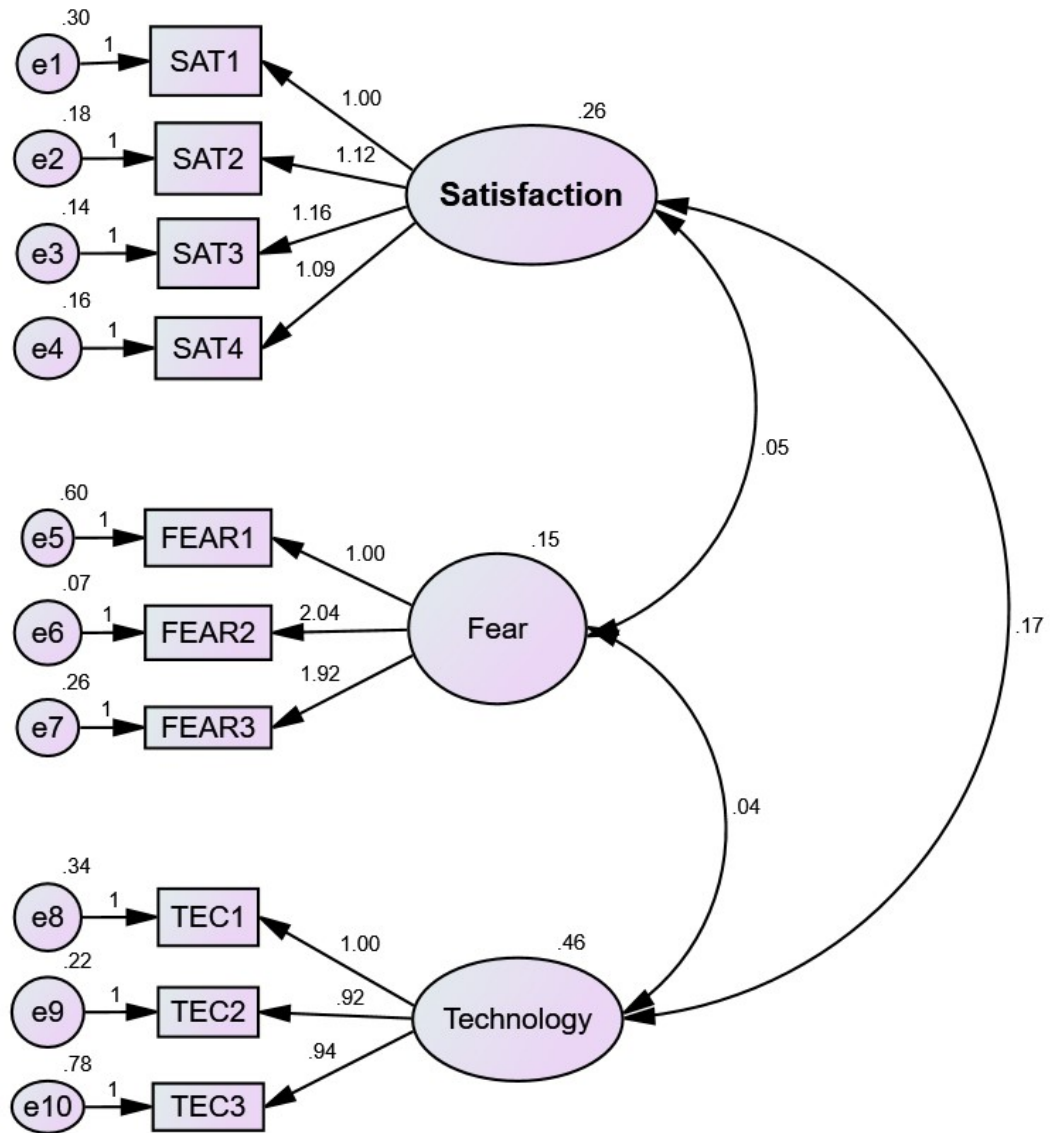 .30
e1
1
SAT1
1.00
.18
e2
1
SAT2
1.12
.14
e3
1
SAT3
1.16
.16
e4
1
SAT4
1.09
.26
Satisfaction
.05
.17
.60
e5
1
FEAR1
1.00
.07
e6
1
FEAR2
2.04
.26
e7
1
FEAR3
1.92
.15
Fear
.04
.34
e8
1
TEC1
1.00
.22
e9
1
TEC2
.92
.78
e10
1
TEC3
.94
.46
Technology